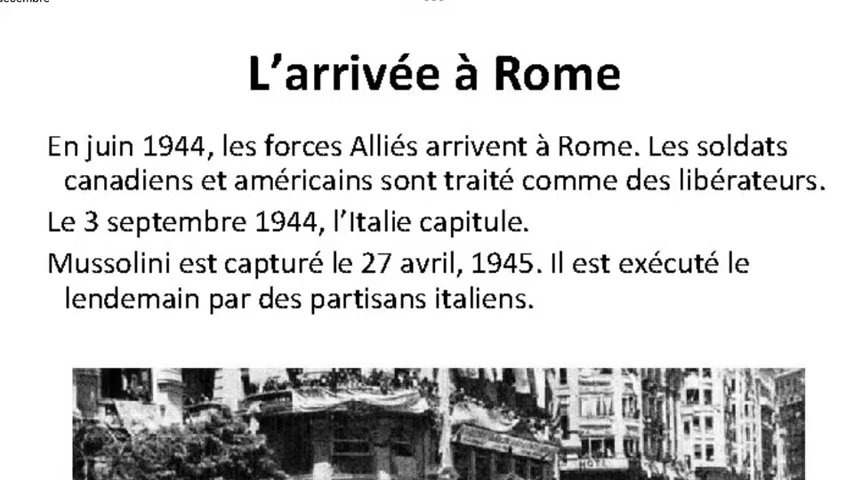 L’arrivée à Rome
En juin 1944, les forces Alliés arrivent à Rome. Les soldats
canadiens et américains sont traité comme des libérateurs.
Le 3 septembre 1944, l’Italie capitule.
Mussolini est capturé le 27 avril, 1945. Il est exécuté le
lendemain par des partisans italiens.
HOTEL